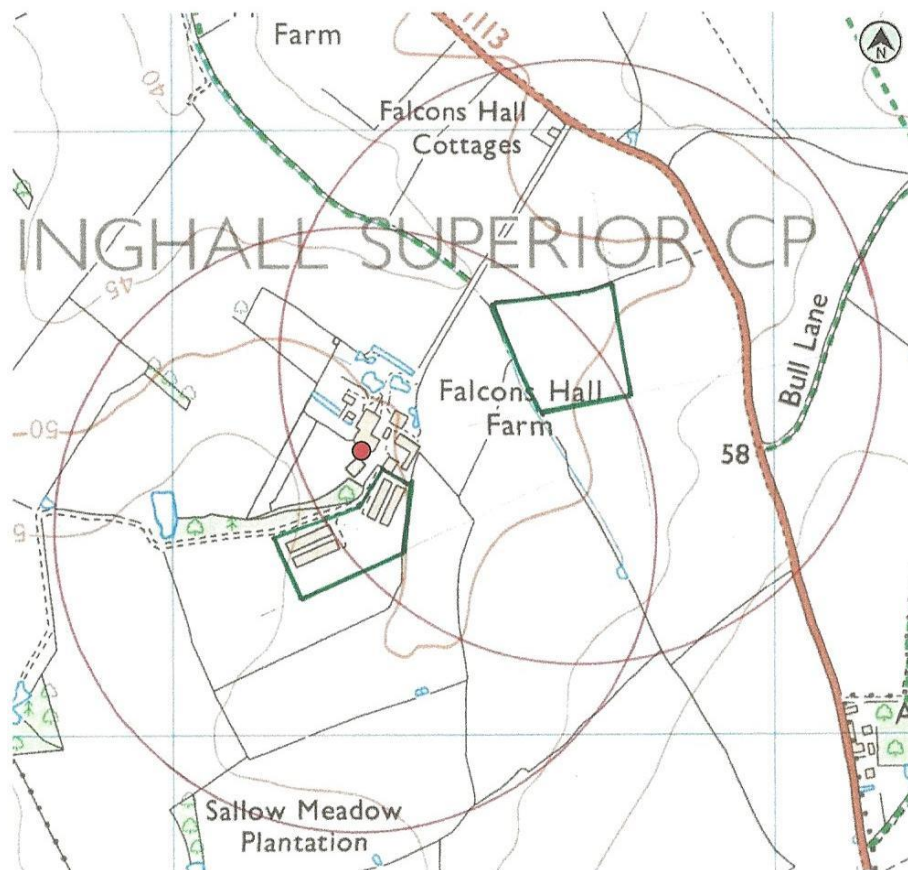 1113
Farm
N
40
Falcons Hall
Cottages
INGHALL SUPERIOR CP
45
Bull Lane
Falcons Hall
Farm
50
58
5
A
Sallow Meadow
Plantation